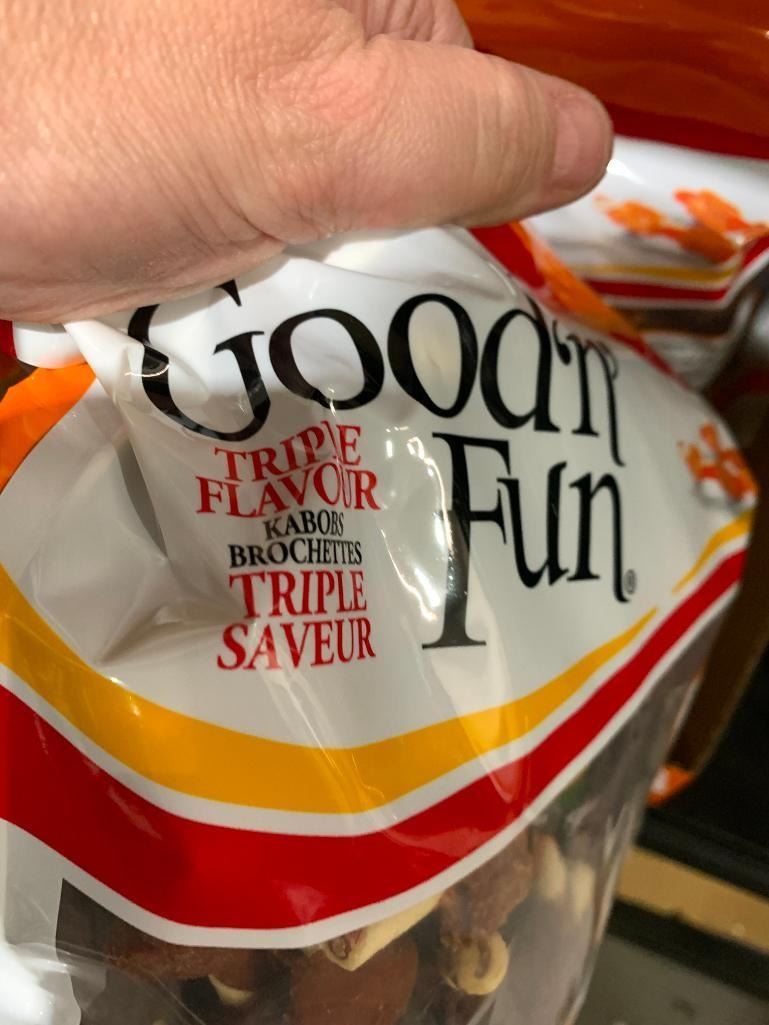 Good'n'
Fun®
TRIPLE
FLAVOUR
KABOBS
BROCHETTES
TRIPLE
SAVEUR